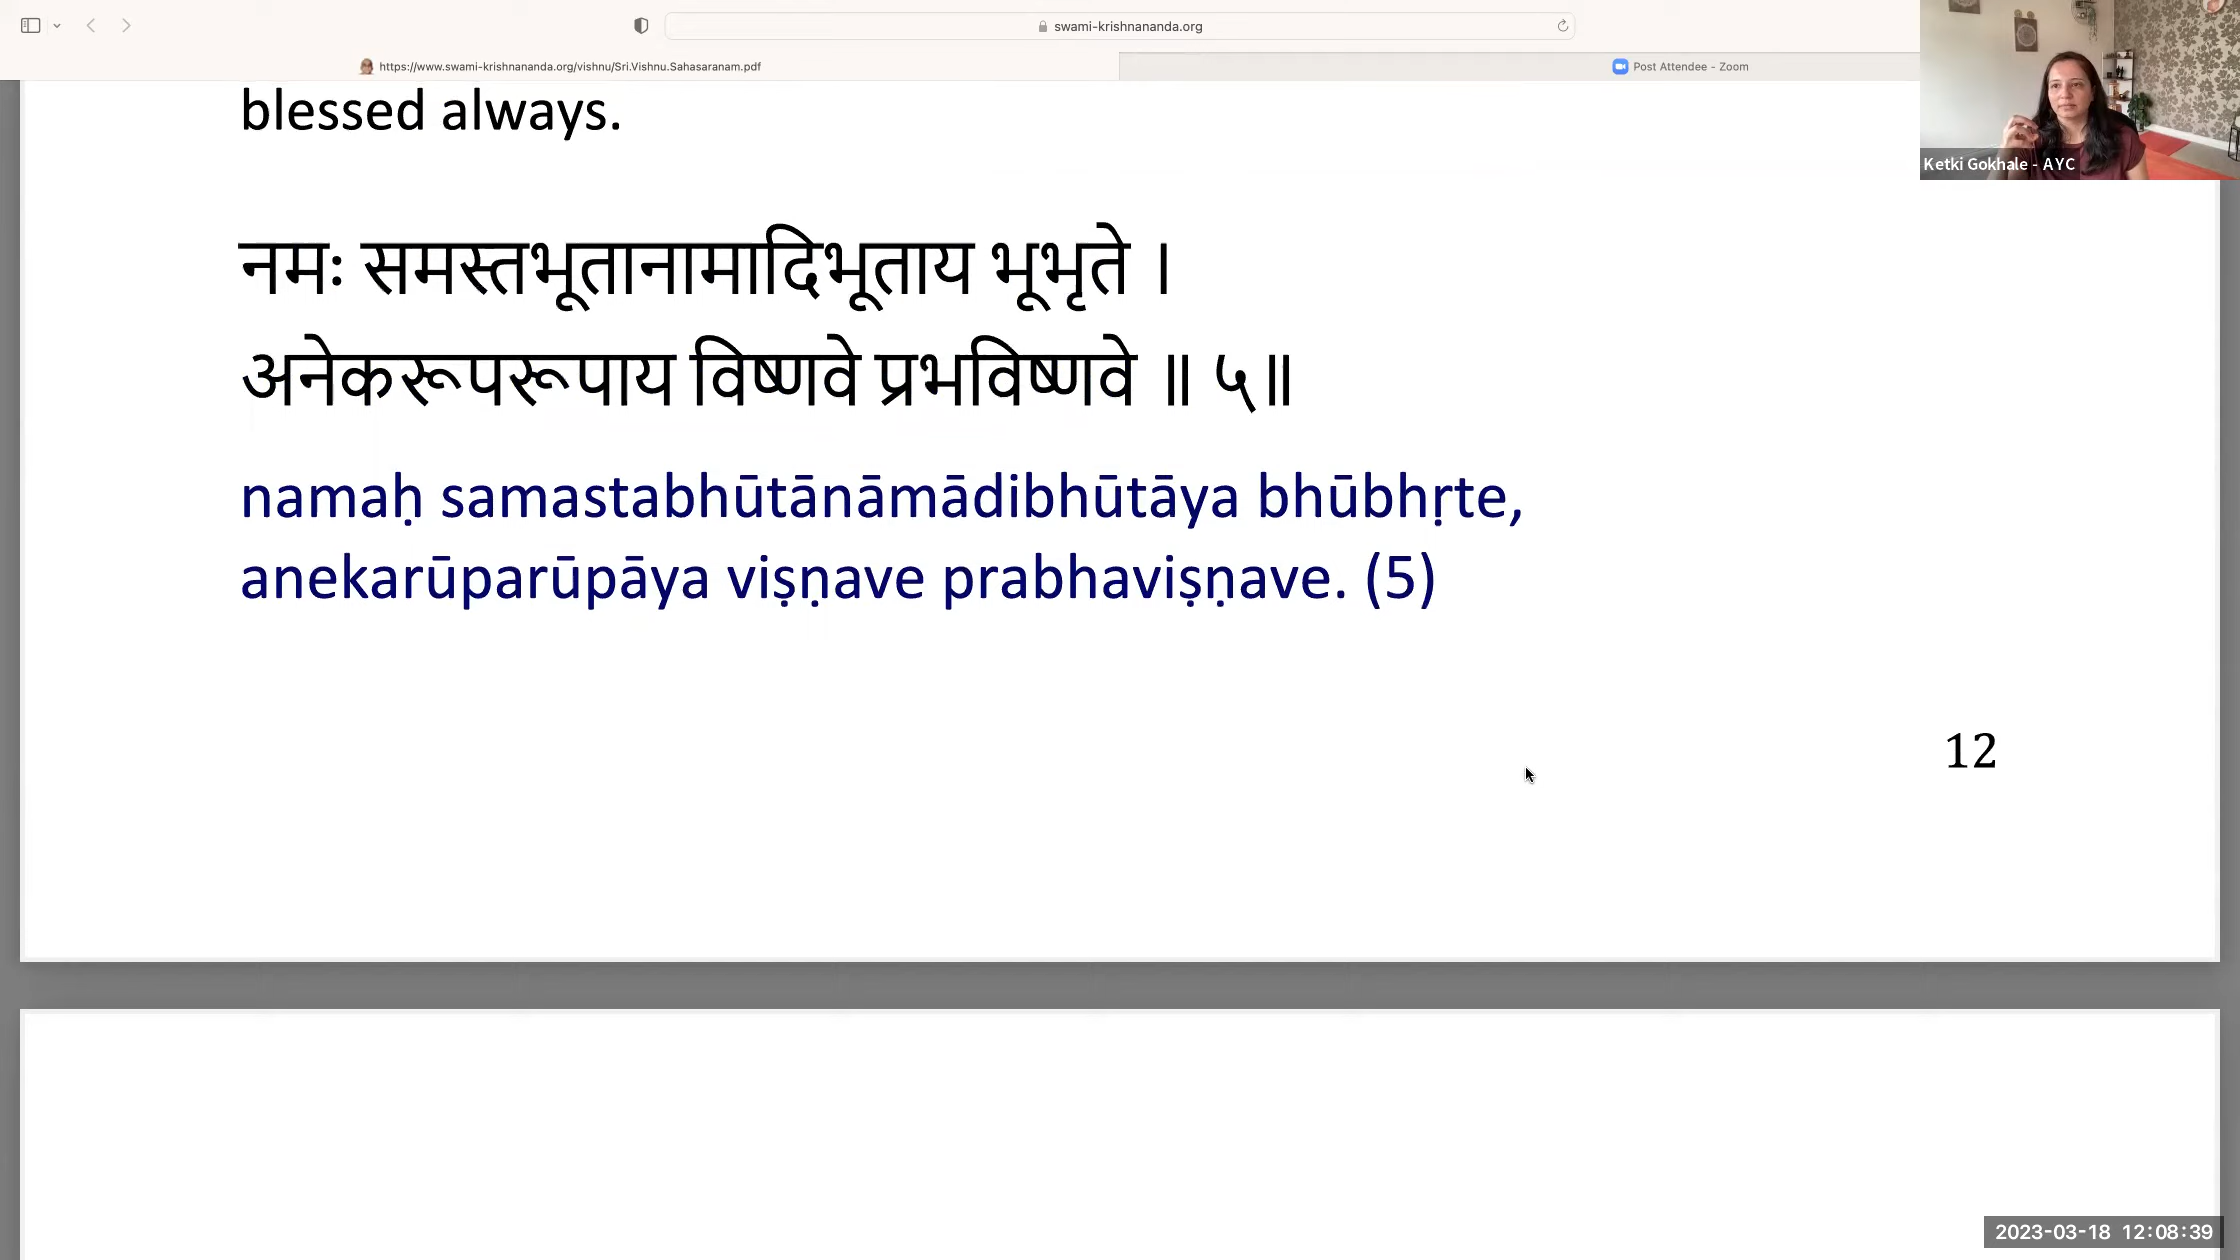 swami-krishnananda.org
https://www.swami-krishnananda.org/vishnu/Sri.Vishnu.Sahasaranam.pdf
Post Attendee - Zoom
Ketki Gokhale - AYC
blessed always.
नमः समस्तभूतानामादिभूताय भूभृते ।
अनेकरूपरूपाय विष्णवे प्रभविष्णवे ॥ ५॥
namaḥ samastabhūtānāmādibhūtāya bhūbhṛte,
anekarūparūpāya viṣṇave prabhaviṣṇave. (5)
12
2023-03-18 12:08:39